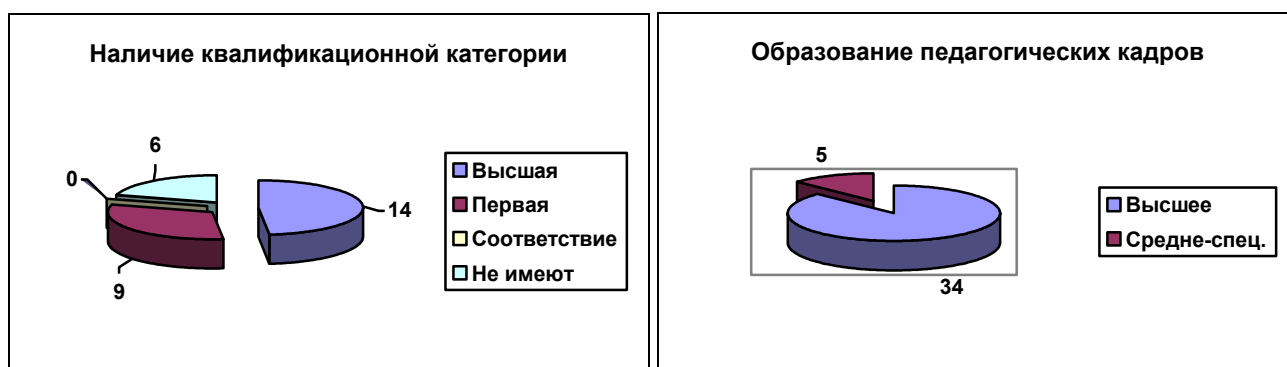 Наличие квалификационной категории
6
0
14
9
Высшая
Первая
Соответствие
Не имеют
Образование педагогических кадров
5
34
Высшее
Средне-спец.